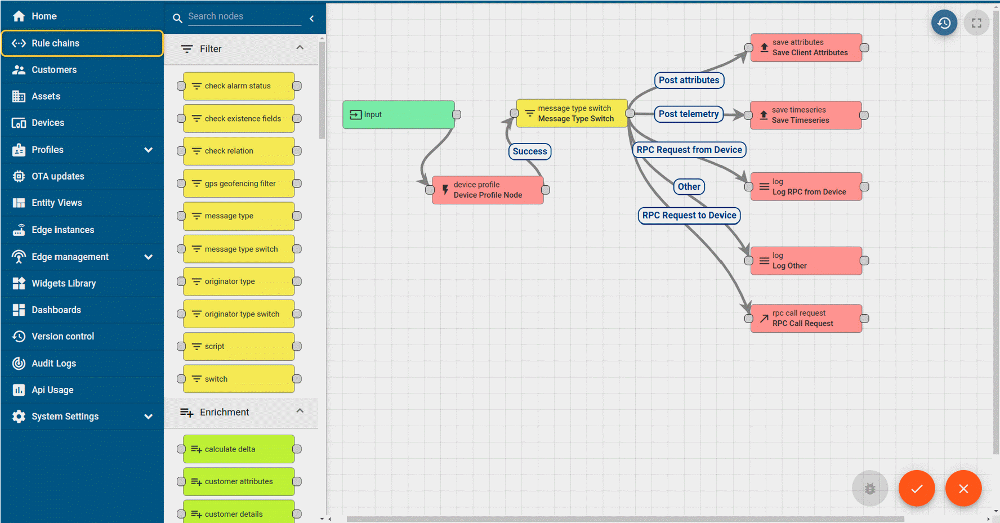 Home
Rule chains
Customers
Assets
Devices
Profiles
OTA updates
Entity Views
Edge instances
Edge management
Widgets Library
Dashboards
Version control
Audit Logs
Api Usage
System Settings
Search nodes
Filter
check alarm status
check existence fields
check relation
gps geofencing filter
message type
message type switch
originator type
originator type switch
script
switch
Enrichment
calculate delta
customer attributes
customer details
Input
device profile
Device Profile Node
Success
message type switch
Message Type Switch
Post attributes
Post telemetry
RPC Request from Device
Other
RPC Request to Device
save attributes
Save Client Attributes
save timeseries
Save Timeseries
log
Log RPC from Device
log
Log Other
rpc call request
RPC Call Request